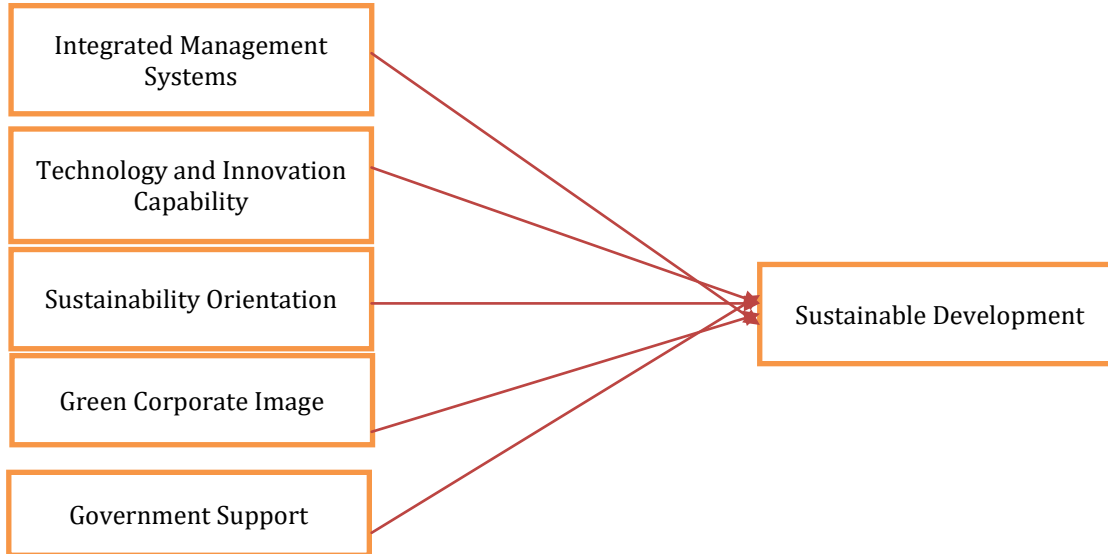 Integrated Management
Systems
Technology and Innovation
Capability
Sustainability Orientation
Sustainable Development
Green Corporate Image
Government Support